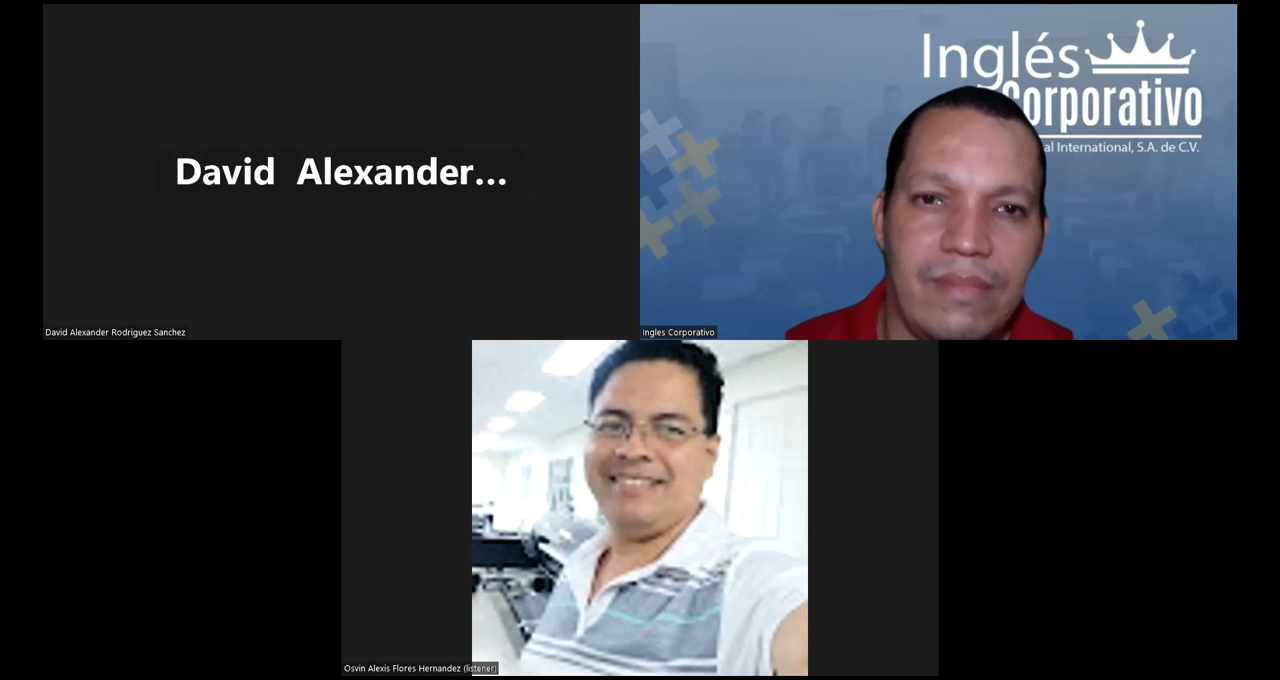 David Alexander...
David Alexander Rodriguez Sanchez
Inglés
Corporativo
al International, S.A. de C.V.
Ingles Corporativo
Osvin Alexis Flores Hernandez (listener)